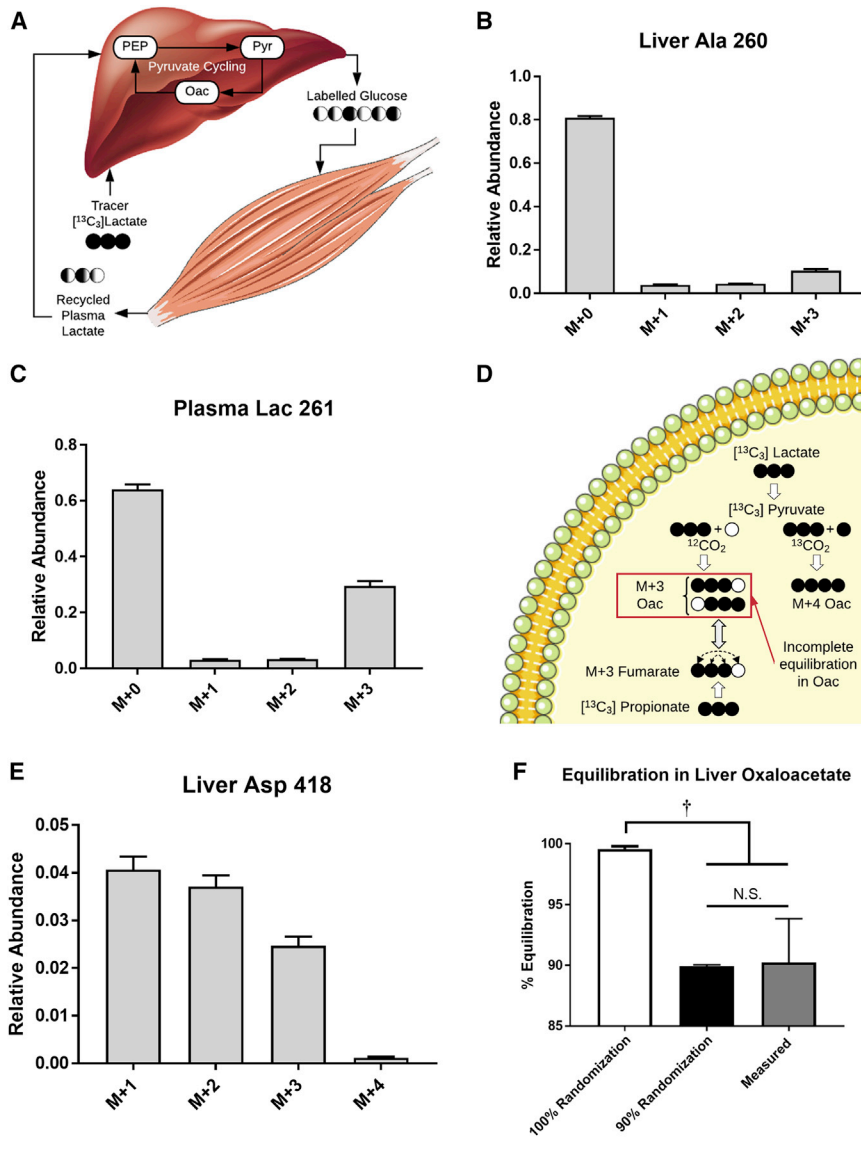 A
PEP
Pyr
Pyruvate Cycling
Oac
Labelled Glucose
Tracer
[¹³C₃]Lactate
Recycled
Plasma
Lactate
B
Liver Ala 260
Relative Abundance
1.0
0.8
0.6
0.4
0.2
0.0
M+0
M+1
M+2
M+3
C
Plasma Lac 261
Relative Abundance
0.8
0.6
0.4
0.2
0.0
M+0
M+1
M+2
M+3
D
[¹³C₃] Lactate
[¹³C₃] Pyruvate
+
¹²CO₂
+
¹³CO₂
M+3
Oac
M+4 Oac
Incomplete
equilibration
in Oac
M+3 Fumarate
[¹³C₃] Propionate
E
Liver Asp 418
Relative Abundance
0.05
0.04
0.03
0.02
0.01
0.00
M+1
M+2
M+3
M+4
F
Equilibration in Liver Oxaloacetate
†
N.S.
% Equilibration
100
95
90
85
100% Randomization
90% Randomization
Measured